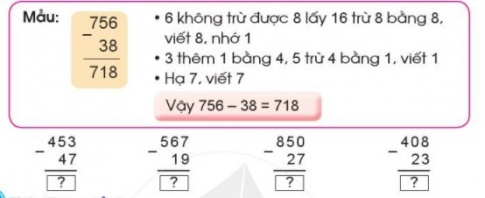 Mẫu:
756
−
38
718
• 6 không trừ được 8 lấy 16 trừ 8 bằng 8,
viết 8, nhớ 1
• 3 thêm 1 bằng 4, 5 trừ 4 bằng 1, viết 1
• Hạ 7, viết 7
Vậy 756 – 38 = 718
− 453 − 567 − 850 − 408
47 19 27 23
? ? ? ?